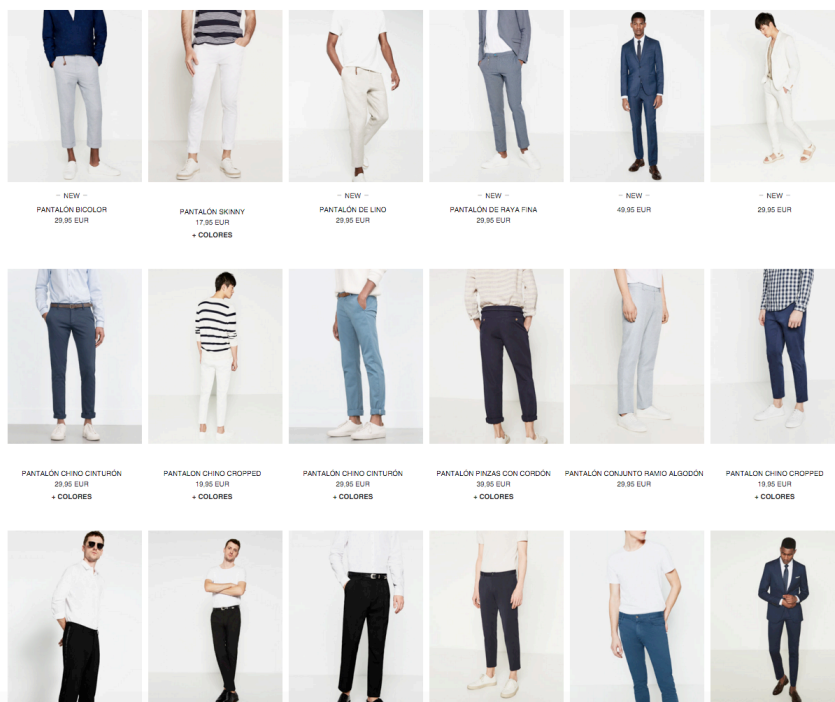 – NEW –
PANTALÓN BICOLOR
29,95 EUR
PANTALÓN SKINNY
17,95 EUR
+ COLORES
– NEW –
PANTALÓN DE LINO
29,95 EUR
– NEW –
PANTALÓN DE RAYA FINA
29,95 EUR
– NEW –
49,95 EUR
– NEW –
29,95 EUR
PANTALÓN CHINO CINTURÓN
29,95 EUR
+ COLORES
PANTALON CHINO CROPPED
19,95 EUR
+ COLORES
PANTALÓN CHINO CINTURÓN
29,95 EUR
+ COLORES
PANTALÓN PINZAS CON CORDÓN
39,95 EUR
+ COLORES
PANTALÓN CONJUNTO RAMIO ALGODÓN
29,95 EUR
PANTALON CHINO CROPPED
19,95 EUR
+ COLORES